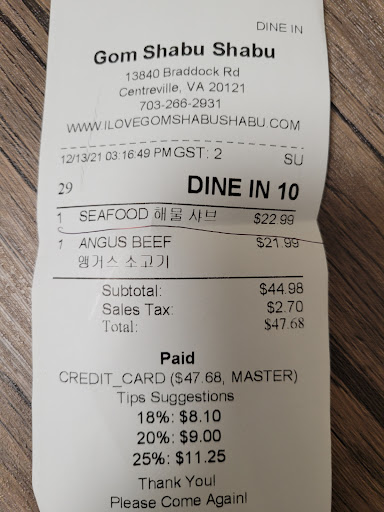 DINE IN
Gom Shabu Shabu
13840 Braddock Rd
Centreville, VA 20121
703-266-2931
WWW.ILOVEGOMSHABUSHABU.COM
12/13/21 03:16:49 PM GST: 2 SU
29 DINE IN 10
1 SEAFOOD 해물 샤브 $22.99
1 ANGUS BEEF $21.99
앵거스 소고기
Subtotal: $44.98
Sales Tax: $2.70
Total: $47.68
Paid
CREDIT_CARD ($47.68, MASTER)
Tips Suggestions
18%: $8.10
20%: $9.00
25%: $11.25
Thank You!
Please Come Again!